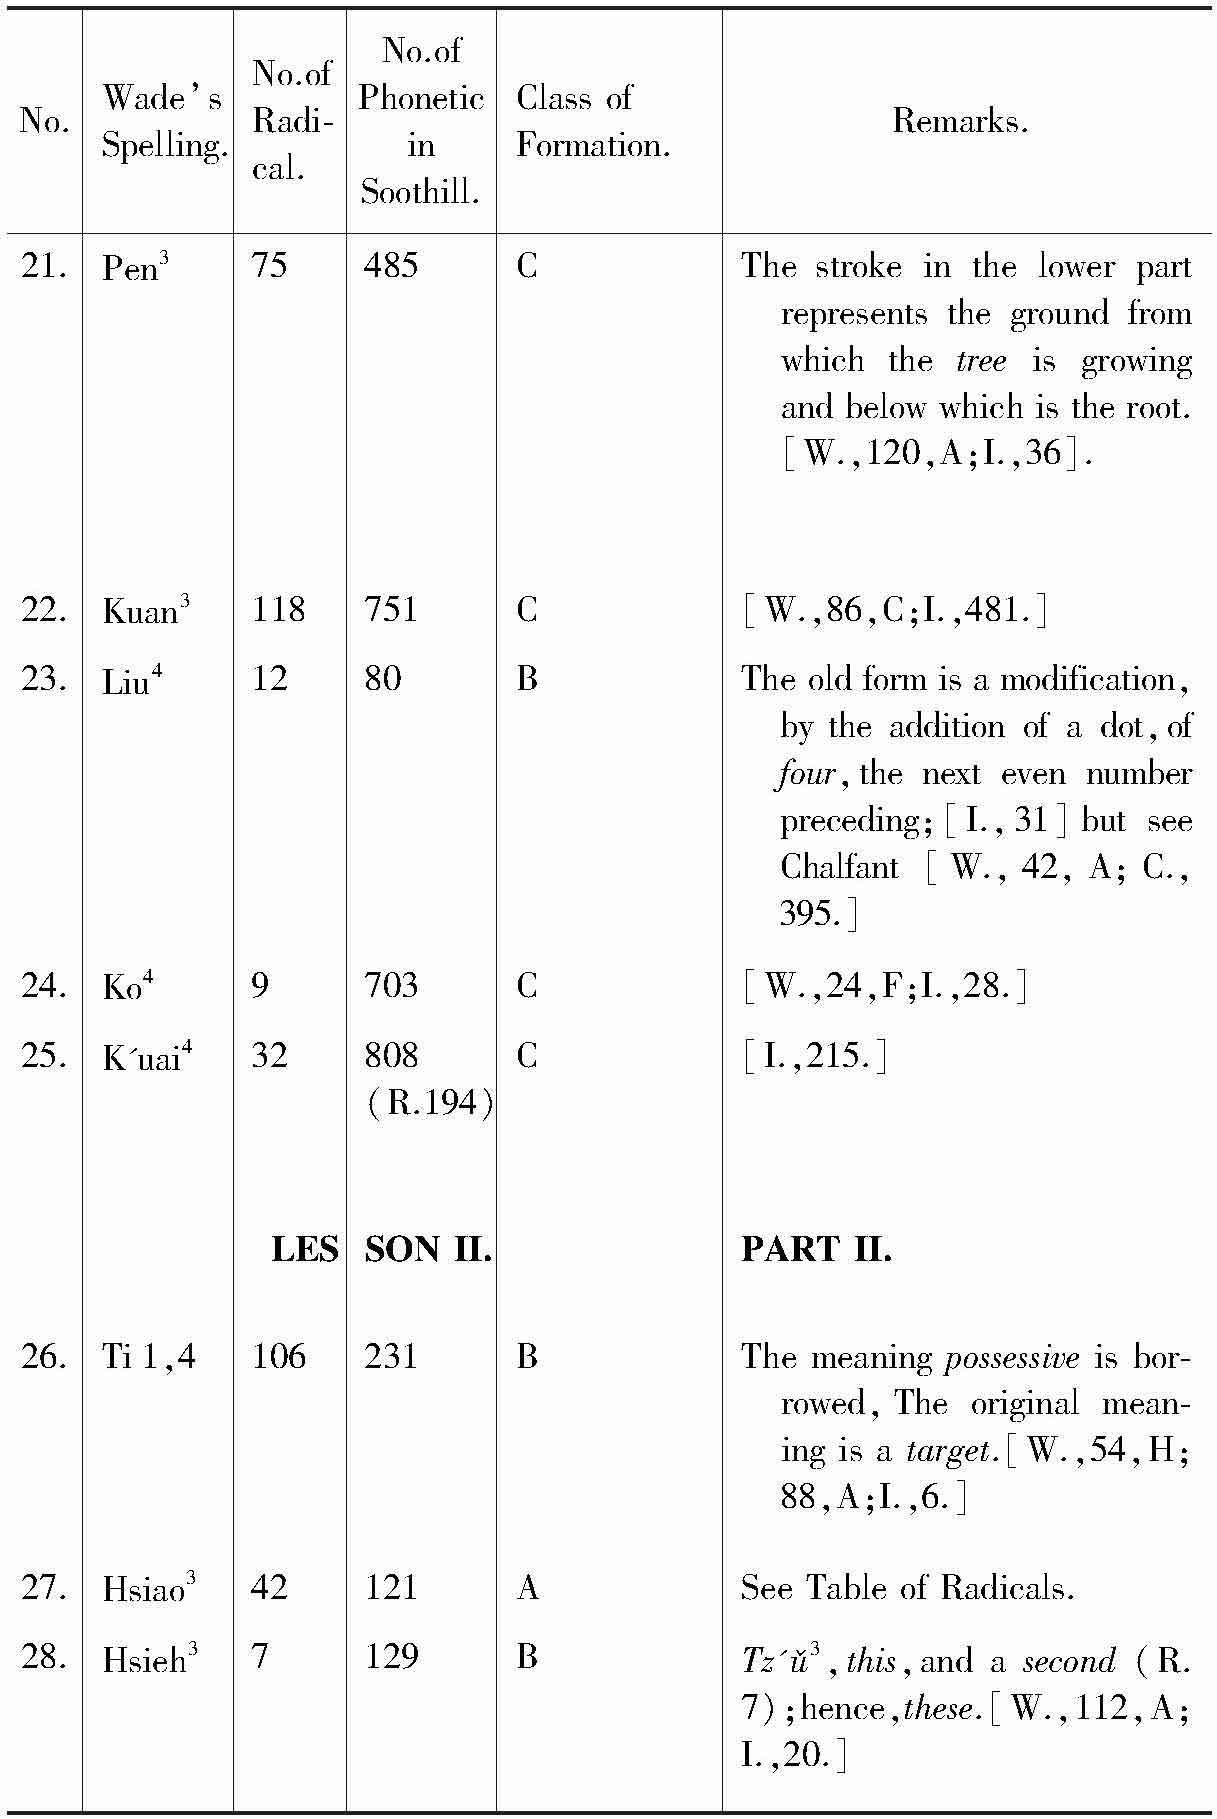 No. Wade's Spelling. No.of Radi-cal. No.of Phonetic in Soothill. Class of Formation. Remarks.
21. Pen³ 75 485 C The stroke in the lower part
represents the ground from
which the tree is growing
and below which is the root.
[W.,120,A;I.,36].
22. Kuan³ 118 751 C [W.,86,C;I.,481.]
23. Liu⁴ 12 80 B The old form is a modification,
by the addition of a dot,of
four,the next even number
preceding;[I.,31]but see
Chalfant [W., 42, A; C.,
395.]
24. Ko⁴ 9 703 C [W.,24,F;I.,28.]
25. K´uai⁴ 32 808 C [I.,215.]
(R.194)
LES SON II. PART II.
26. Ti 1,4 106 231 B The meaning possessive is bor-
rowed, The original mean-
ing is a target.[W.,54,H;
88,A;I.,6.]
27. Hsiao³ 42 121 A See Table of Radicals.
28. Hsieh³ 7 129 B Tz´ǔ³,this,and a second (R.
7);hence,these.[W.,112,A;
I.,20.]